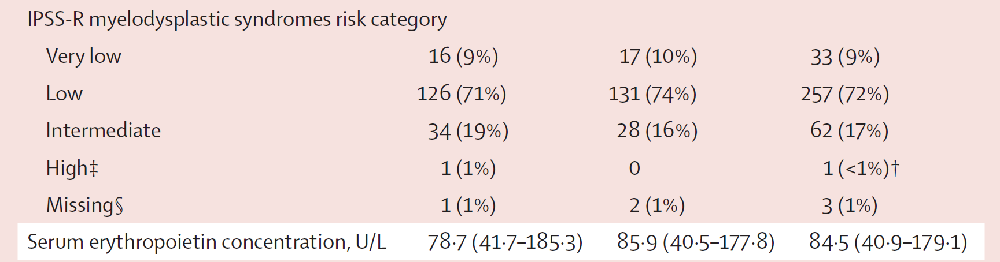 IPSS-R myelodysplastic syndromes risk category
Very low 16 (9%) 17 (10%) 33 (9%)
Low 126 (71%) 131 (74%) 257 (72%)
Intermediate 34 (19%) 28 (16%) 62 (17%)
High‡ 1 (1%) 0 1 (<1%)†
Missing§ 1 (1%) 2 (1%) 3 (1%)
Serum erythropoietin concentration, U/L 78·7 (41·7–185·3) 85·9 (40·5–177·8) 84·5 (40·9–179·1)